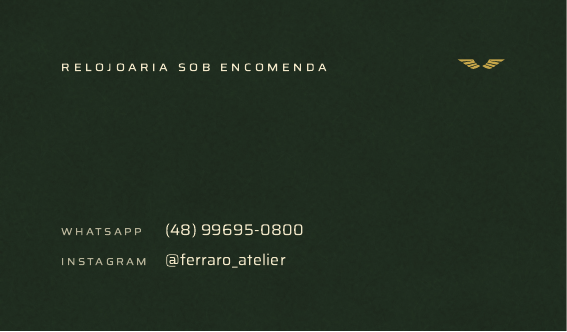 RELOJOARIA SOB ENCOMENDA
WHATSAPP (48) 99695-0800
INSTAGRAM @ferraro_atelier